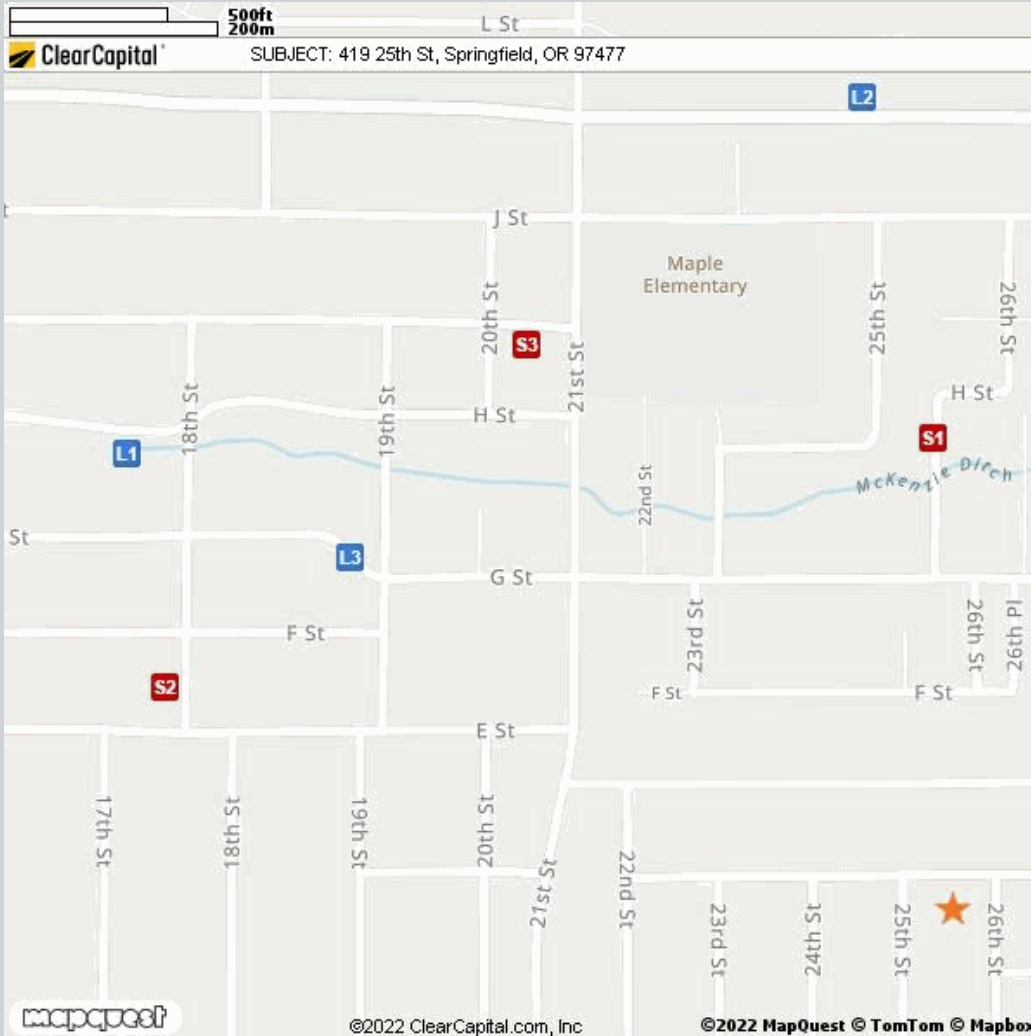 500ft
200m
L St
ClearCapital
SUBJECT: 419 25th St, Springfield, OR 97477
L2
J St
Maple
Elementary
20th St
21st St
25th St
26th St
S3
18th St
19th St
H St
H St
L1
S1
22nd St
McKenzie Ditch
St
L3
G St
F St
23rd St
26th St
26th Pl
S2
F St
F St
E St
17th St
18th St
19th St
20th St
21st St
22nd St
23rd St
24th St
25th St
26th St
mapquest
©2022 ClearCapital.com, Inc
©2022 MapQuest © TomTom © Mapbox